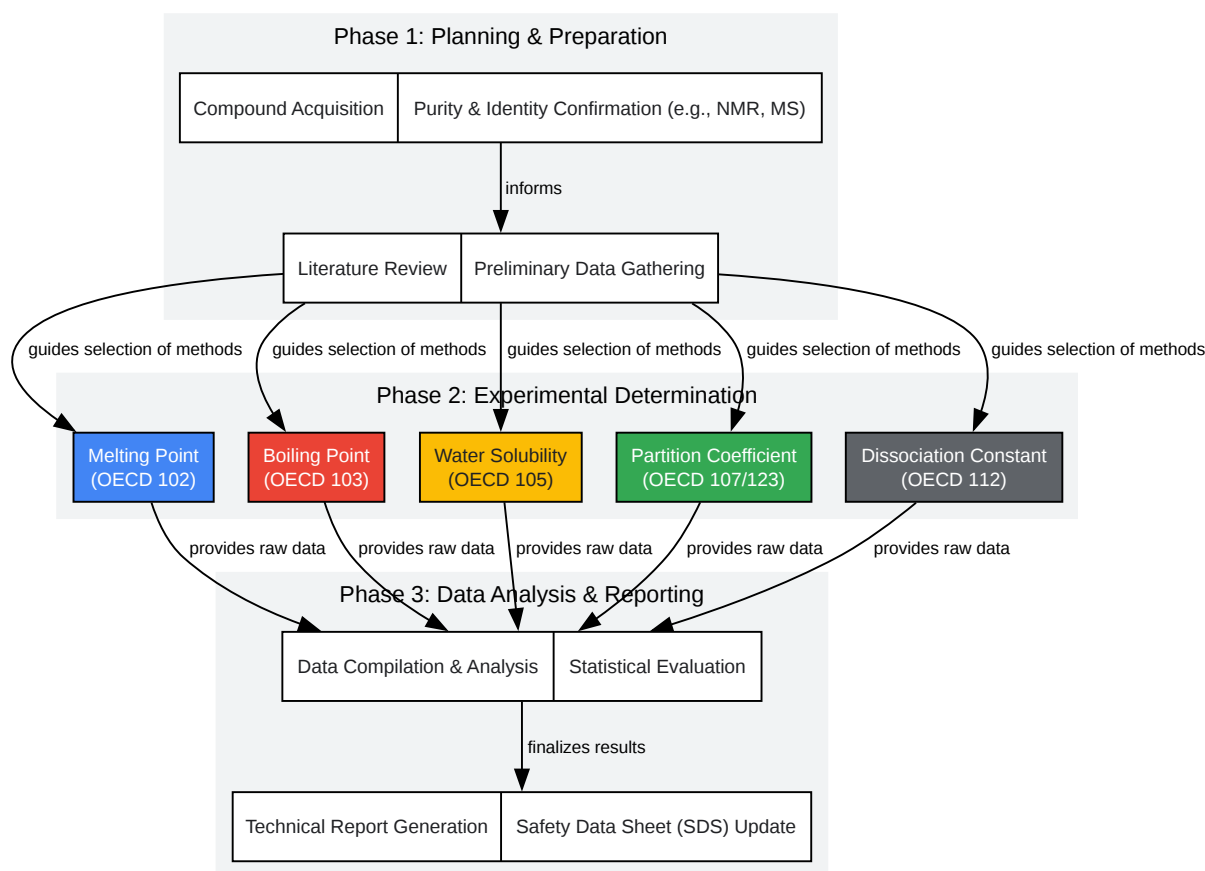 Phase 1: Planning & Preparation
Compound Acquisition
Purity & Identity Confirmation (e.g., NMR, MS)
informs
Literature Review
Preliminary Data Gathering
guides selection of methods
guides selection of methods
guides selection of methods
guides selection of methods
guides selection of methods
Phase 2: Experimental Determination
Melting Point
(OECD 102)
Boiling Point
(OECD 103)
Water Solubility
(OECD 105)
Partition Coefficient
(OECD 107/123)
Dissociation Constant
(OECD 112)
provides raw data
provides raw data
provides raw data
provides raw data
provides raw data
Phase 3: Data Analysis & Reporting
Data Compilation & Analysis
Statistical Evaluation
finalizes results
Technical Report Generation
Safety Data Sheet (SDS) Update